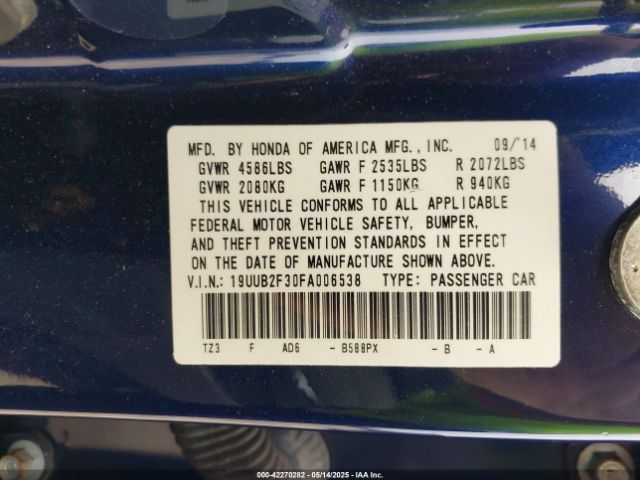 MFD. BY HONDA OF AMERICA MFG., INC. 09/'14
GVWR 4586LBS GAWR F 2535LBS R 2072LBS
GVWR 2080KG GAWR F 1150KG R 940KG
THIS VEHICLE CONFORMS TO ALL APPLICABLE
FEDERAL MOTOR VEHICLE SAFETY, BUMPER,
AND THEFT PREVENTION STANDARDS IN EFFECT
ON THE DATE OF MANUFACTURE SHOWN ABOVE.
V.I.N.: 19UUB2F30FA006538 TYPE: PASSENGER CAR
TZ3 F AD6 - B588PX - B - A
000-42270282 - 05/14/2025 - IAAI.COM